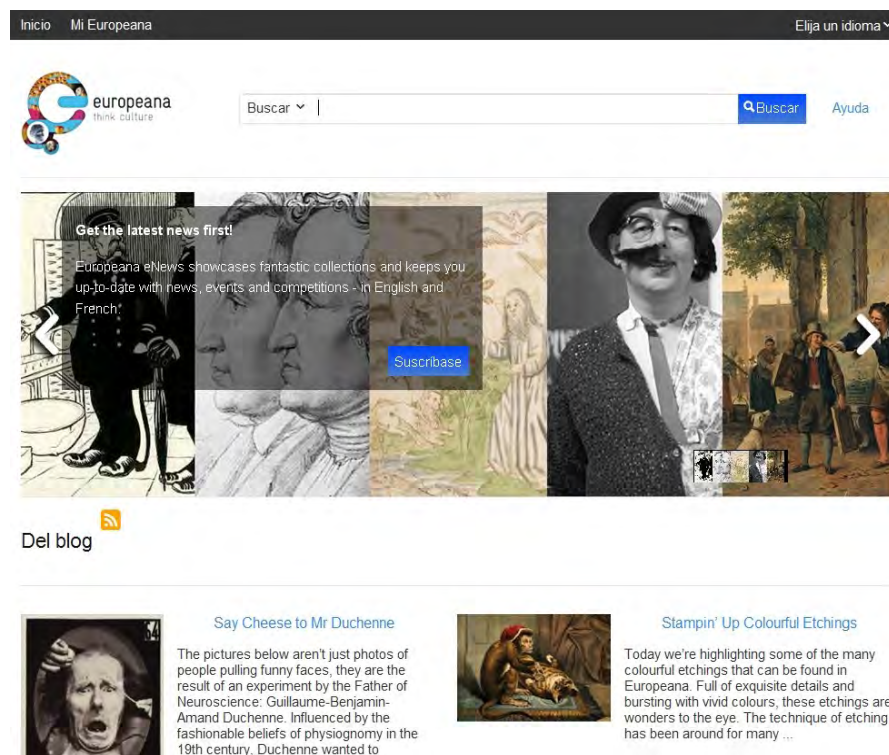 Inicio Mi Europeana Elija un idioma
europeana
think culture
Buscar Buscar Ayuda
Get the latest news first!
Europeana eNews showcases fantastic collections and keeps you
up-to-date with news, events and competitions - in English and
French.
Suscríbase
Del blog
Say Cheese to Mr Duchenne
The pictures below aren't just photos of
people pulling funny faces, they are the
result of an experiment by the Father of
Neuroscience: Guillaume-Benjamin-
Amand Duchenne. Influenced by the
fashionable beliefs of physiognomy in the
19th century, Duchenne wanted to
Stampin' Up Colourful Etchings
Today we're highlighting some of the many
colourful etchings that can be found in
Europeana. Full of exquisite details and
bursting with vivid colours, these etchings are
wonders to the eye. The technique of etching
has been around for many ...
64